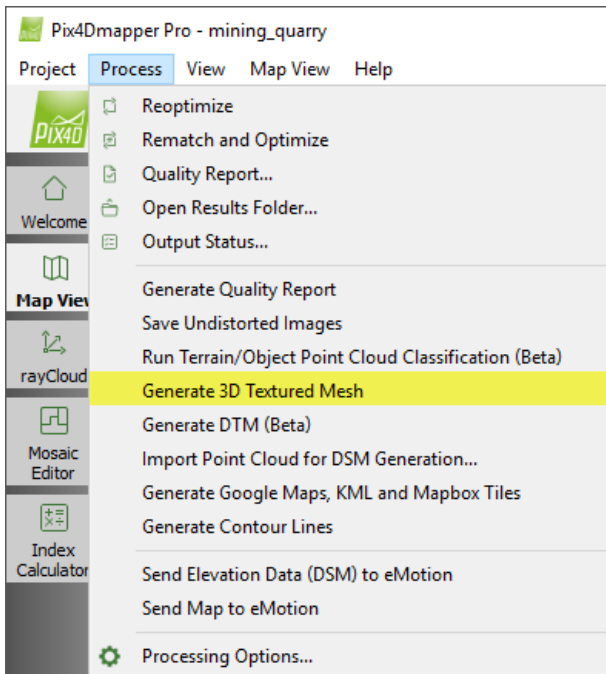 Pix4Dmapper Pro - mining_quarry
Project Process View Map View Help
PIX4D
Reoptimize
Rematch and Optimize
Quality Report...
Open Results Folder...
Output Status...
Generate Quality Report
Save Undistorted Images
Run Terrain/Object Point Cloud Classification (Beta)
Generate 3D Textured Mesh
Generate DTM (Beta)
Import Point Cloud for DSM Generation...
Generate Google Maps, KML and Mapbox Tiles
Generate Contour Lines
Send Elevation Data (DSM) to eMotion
Send Map to eMotion
Processing Options...
Welcome
Map View
rayCloud
Mosaic
Editor
Index
Calculator